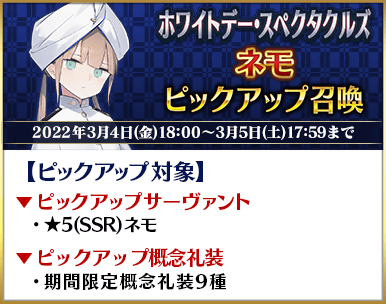 ホワイトデー・スペクタクルズ
ネモ
ピックアップ召喚
2022年3月4日(金)18:00～3月5日(土)17:59まで
【ピックアップ対象】
▼ピックアップサーヴァント
・★5(SSR)ネモ
▼ピックアップ概念礼装
・期間限定概念礼装9種